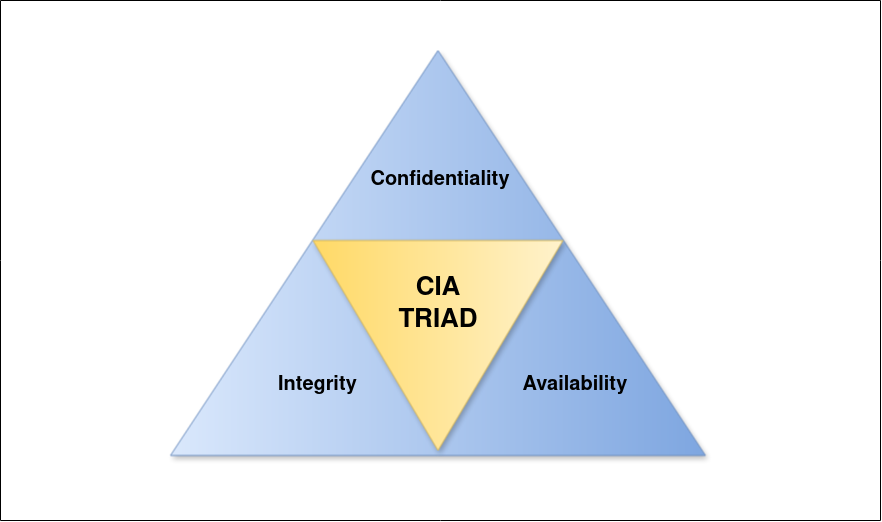 Confidentiality
CIA
TRIAD
Integrity
Availability